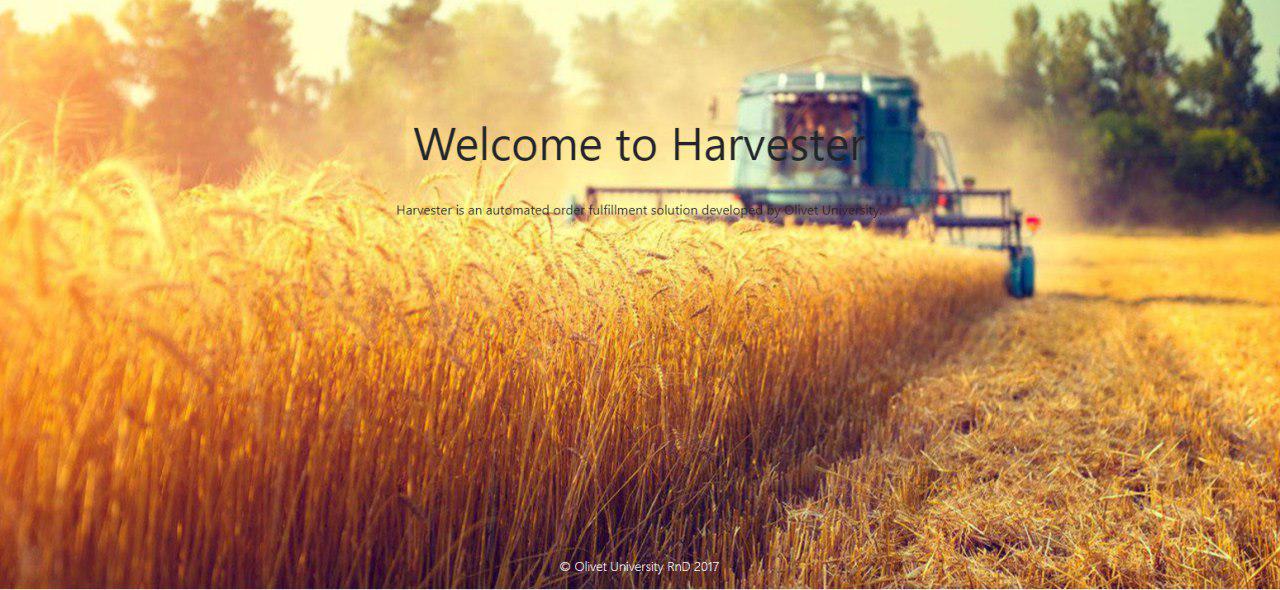 Welcome to Harvester
Harvester is an automated order fulfillment solution developed by Olivet University.
© Olivet University RnD 2017